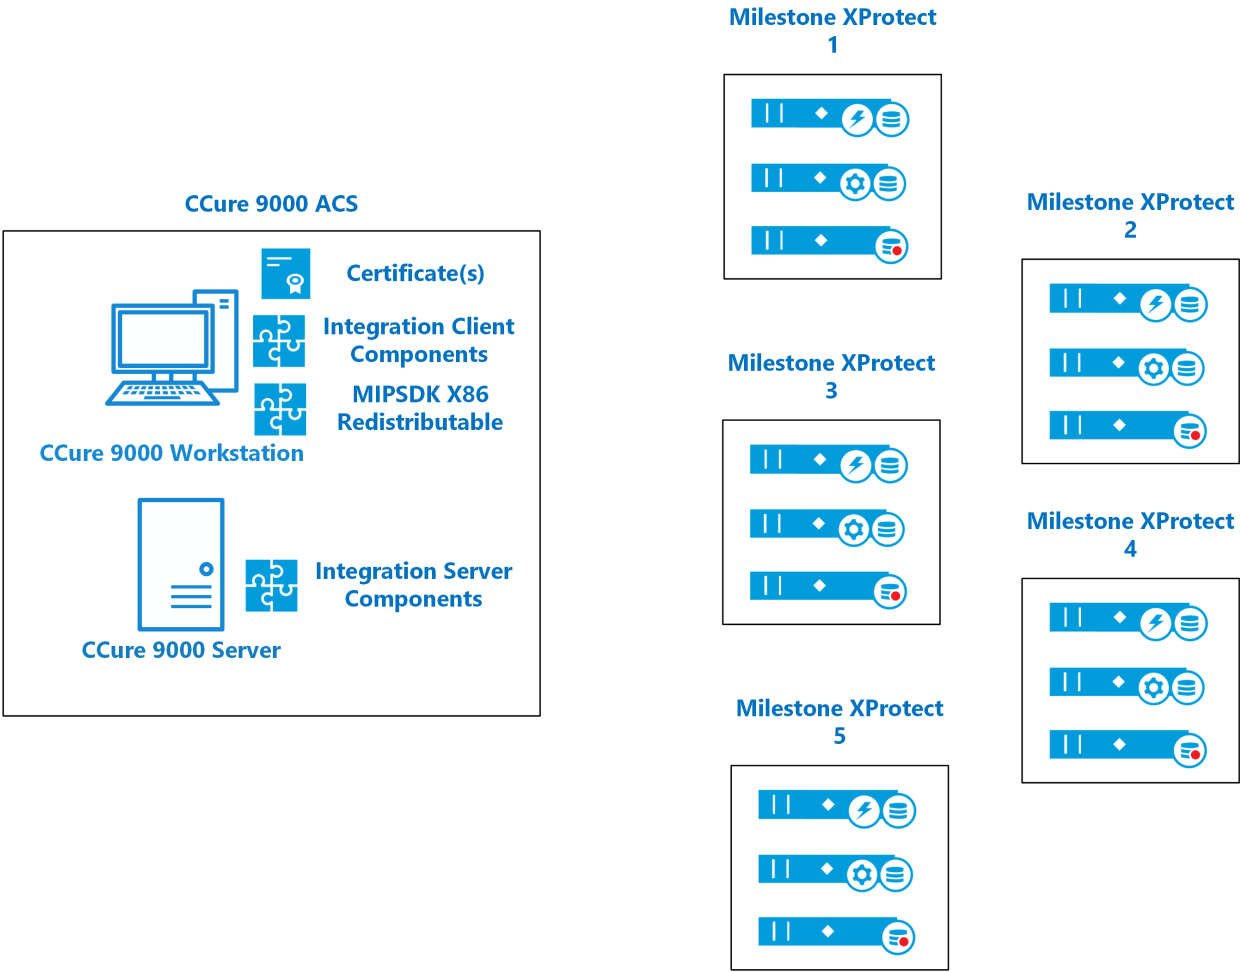 CCure 9000 ACS
Certificate(s)
Integration Client
Components
MIPSDK X86
Redistributable
CCure 9000 Workstation
Integration Server
Components
CCure 9000 Server
Milestone XProtect
1
Milestone XProtect
2
Milestone XProtect
3
Milestone XProtect
4
Milestone XProtect
5